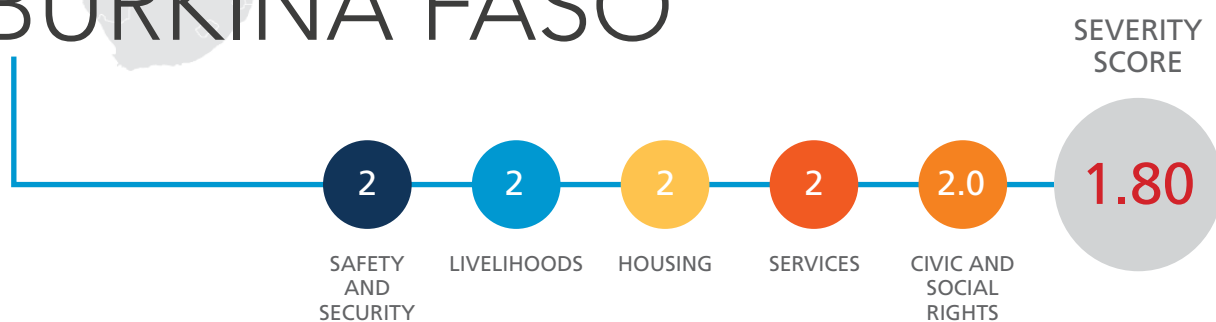 BURKINA FASO
SEVERITY
SCORE
2
2
2
2
2.0
1.80
SAFETY
AND
SECURITY
LIVELIHOODS
HOUSING
SERVICES
CIVIC AND
SOCIAL
RIGHTS